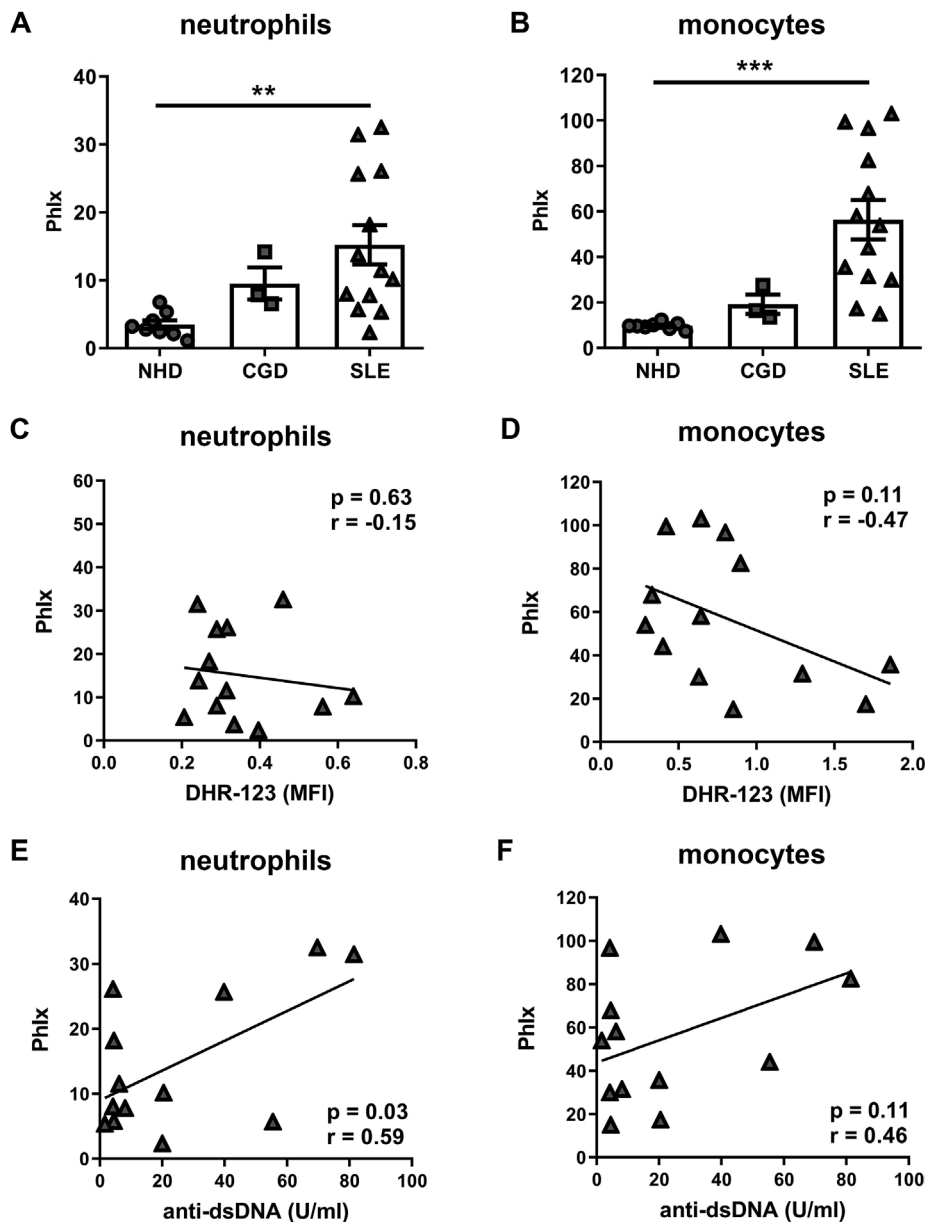 A
neutrophils
40
30
20
10
0
PhIx
**
NHD
CGD
SLE
B
monocytes
120
100
80
60
40
20
0
PhIx
***
NHD
CGD
SLE
C
neutrophils
60
50
40
30
20
10
0
PhIx
p = 0.63
r = -0.15
0.0
0.2
0.4
0.6
0.8
DHR-123 (MFI)
D
monocytes
120
100
80
60
40
20
0
PhIx
p = 0.11
r = -0.47
0.0
0.5
1.0
1.5
2.0
DHR-123 (MFI)
E
neutrophils
40
30
20
10
0
PhIx
p = 0.03
r = 0.59
0
20
40
60
80
100
anti-dsDNA (U/ml)
F
monocytes
120
100
80
60
40
20
0
PhIx
p = 0.11
r = 0.46
0
20
40
60
80
100
anti-dsDNA (U/ml)